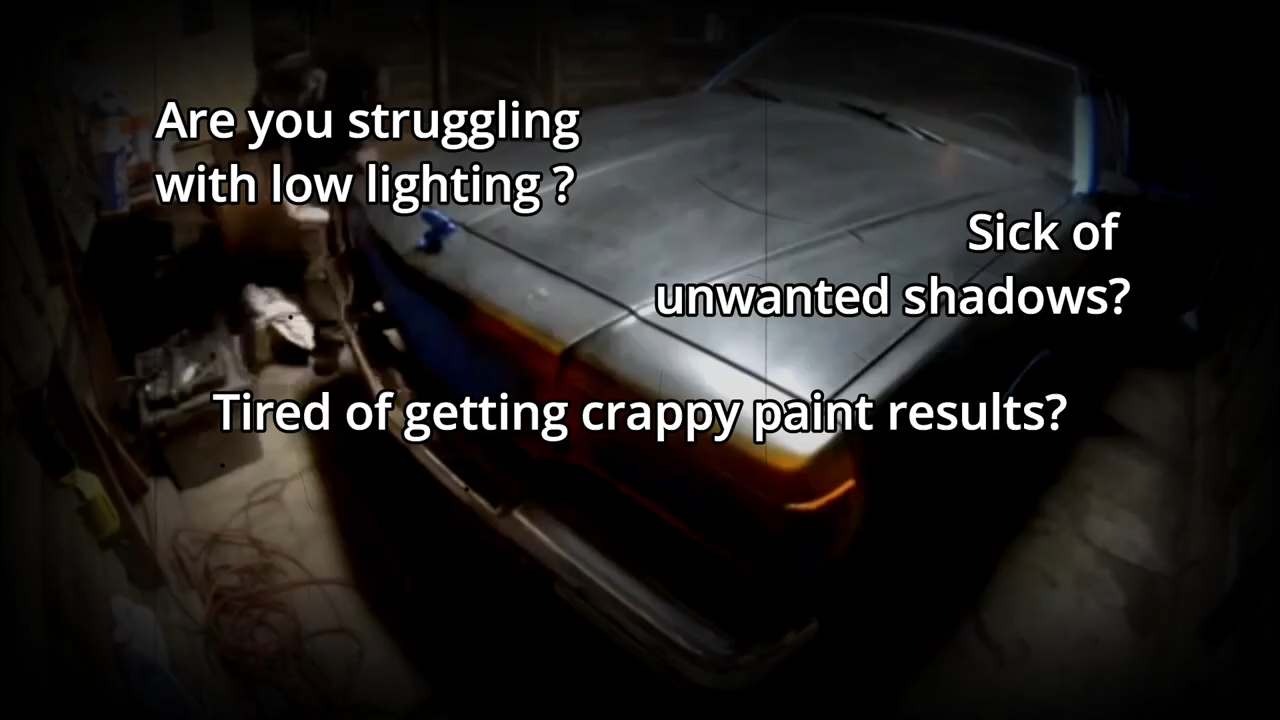 Are you struggling
with low lighting ?
Sick of
unwanted shadows?
Tired of getting crappy paint results?